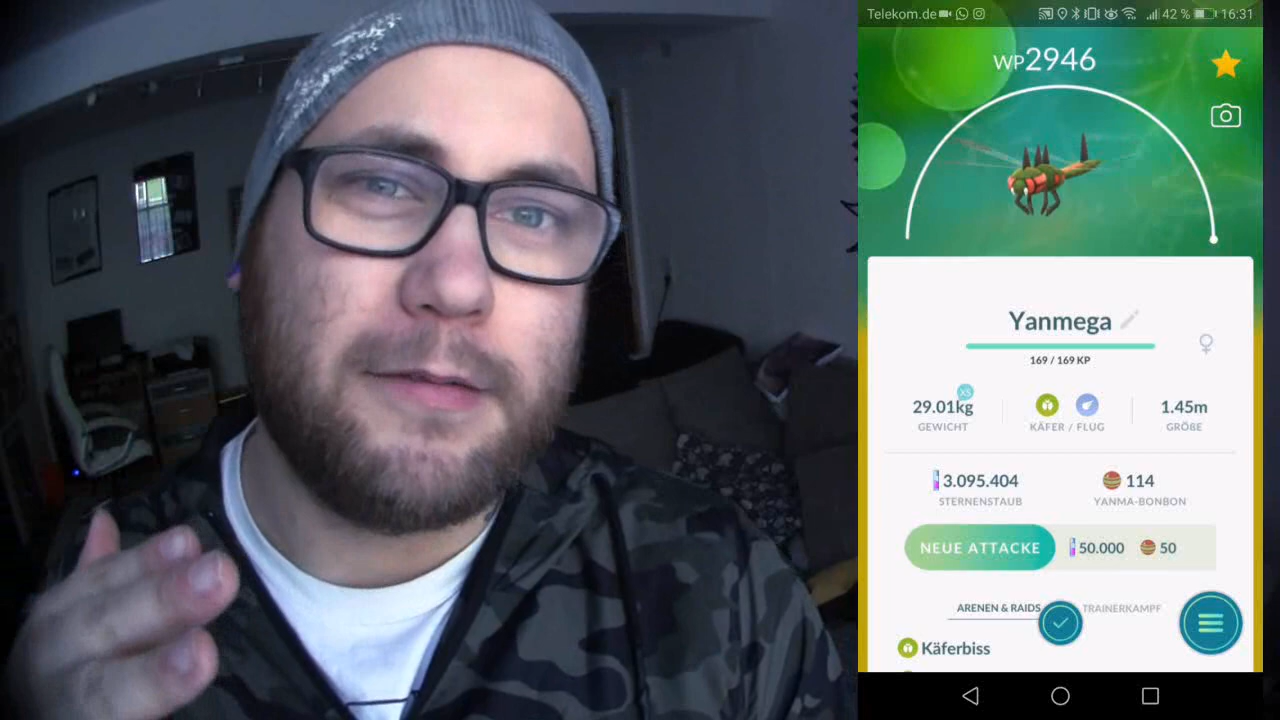 Telekom.de 42 % 16:31
WP2946
Yanmega
169 / 169 KP
XS
29.01kg
GEWICHT
KÄFER / FLUG
1.45m
GRÖßE
3.095.404
STERNENSTAUB
114
YANMA-BONBON
NEUE ATTACKE
50.000
50
ARENEN & RAIDS
TRAINERKAMPF
Käferbiss